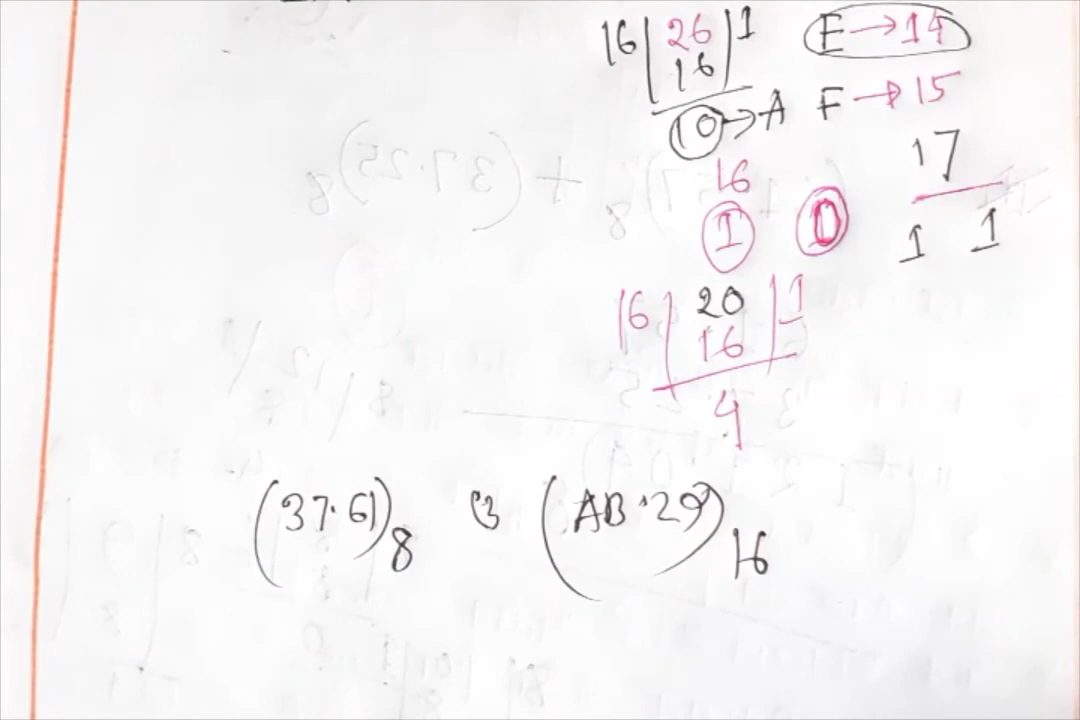 16 | 26 | 1 E → 14
16
10 → A F → 15
16 17
1 1 1 1
16 | 20 | 1
16
4
(37.61)8 ও (AB.29)16